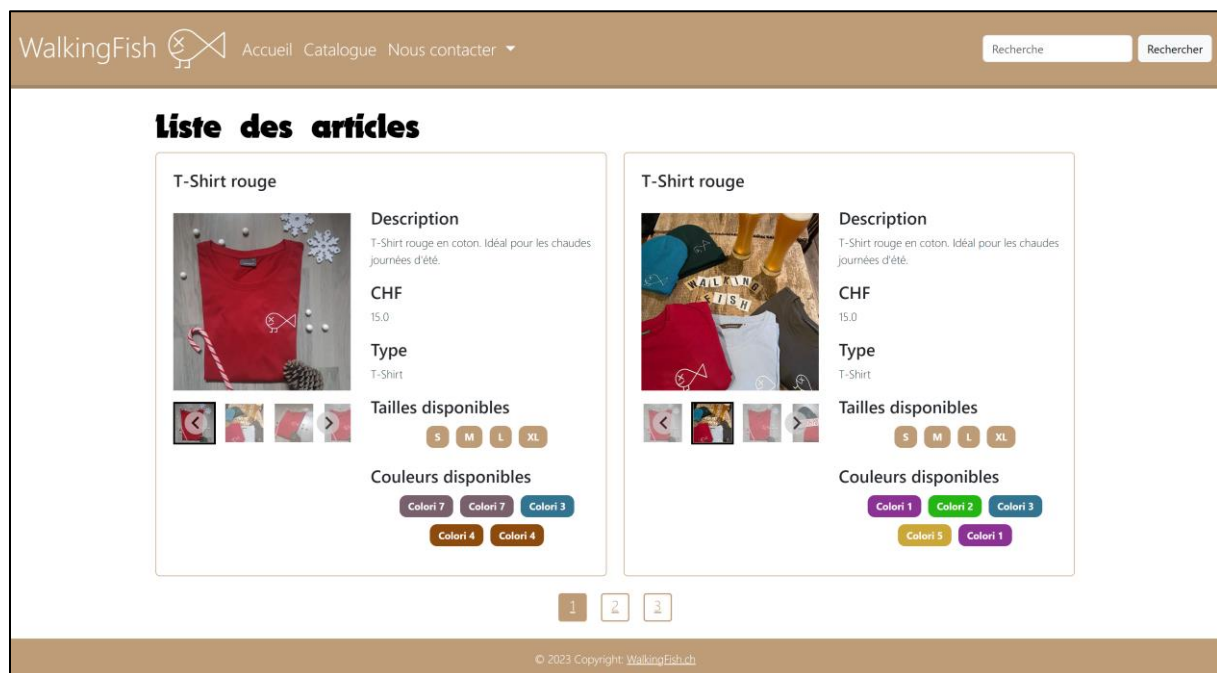 WalkingFish Accueil Catalogue Nous contacter Recherche Rechercher
Liste des articles
T-Shirt rouge
Description
T-Shirt rouge en coton. Idéal pour les chaudes
journées d'été.
CHF
15.0
Type
T-Shirt
Tailles disponibles
S M L XL
Couleurs disponibles
Colori 7 Colori 7 Colori 3
Colori 4 Colori 4
T-Shirt rouge
WALKING
FISH
Description
T-Shirt rouge en coton. Idéal pour les chaudes
journées d'été.
CHF
15.0
Type
T-Shirt
Tailles disponibles
S M L XL
Couleurs disponibles
Colori 1 Colori 2 Colori 3
Colori 5 Colori 1
1 2 3
© 2023 Copyright: WalkingFish.ch